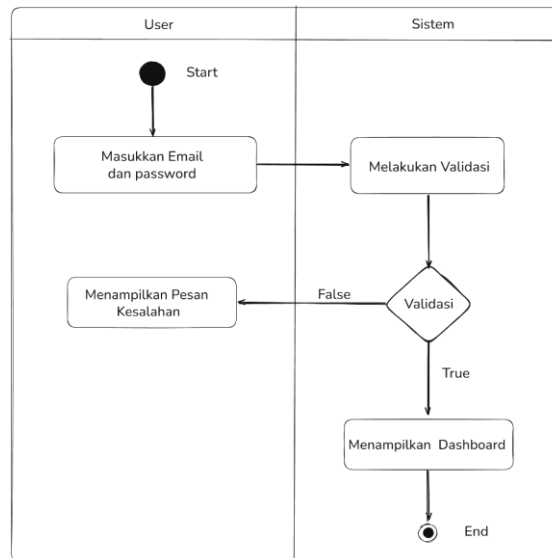 User
Sistem
Start
Masukkan Email
dan password
Melakukan Validasi
Menampilkan Pesan
Kesalahan
False
Validasi
True
Menampilkan Dashboard
End